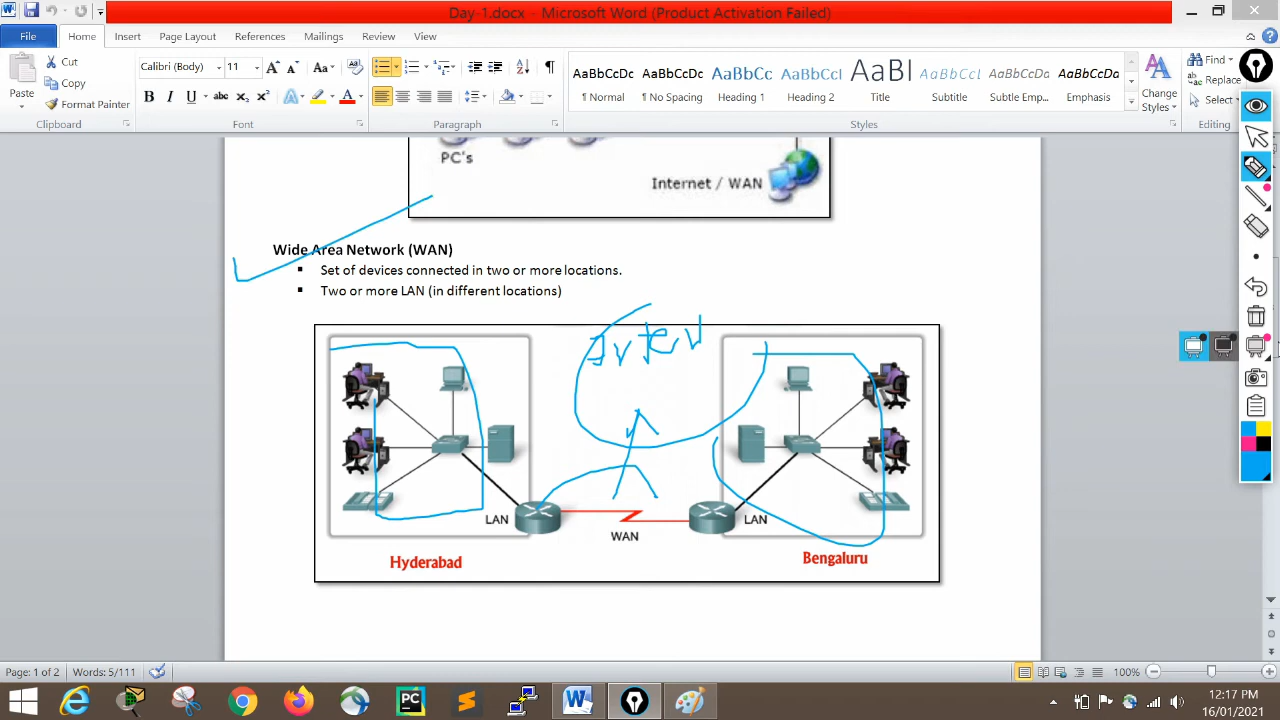 Day-1.docx - Microsoft Word (Product Activation Failed)
File Home Insert Page Layout References Mailings Review View
Cut
Copy
Format Painter
Paste
Clipboard
Calibri (Body) 11
Font
Paragraph
AaBbCcDc AaBbCcDc AaBbCc AaBbCcI AaBl AaBbCcL AaBbCcDc AaBbCcDc
¶ Normal ¶ No Spacing Heading 1 Heading 2 Title Subtitle Subtle Emp... Emphasis
Change Styles
Styles
Find
Replace
Select
Editing
PC's
Internet / WAN
Wide Area Network (WAN)
▪ Set of devices connected in two or more locations.
▪ Two or more LAN (in different locations)
LAN
WAN
LAN
Hyderabad
Bengaluru
Page: 1 of 2 Words: 5/111
100%
12:17 PM
16/01/2021